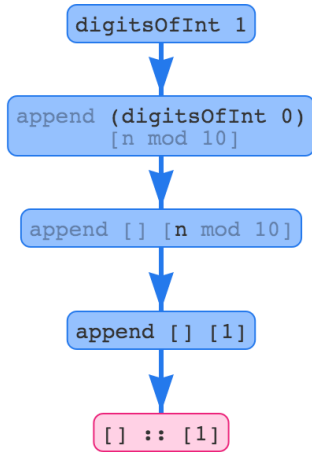 digitsOfInt 1
append (digitsOfInt 0)
[n mod 10]
append [] [n mod 10]
append [] [1]
[] :: [1]